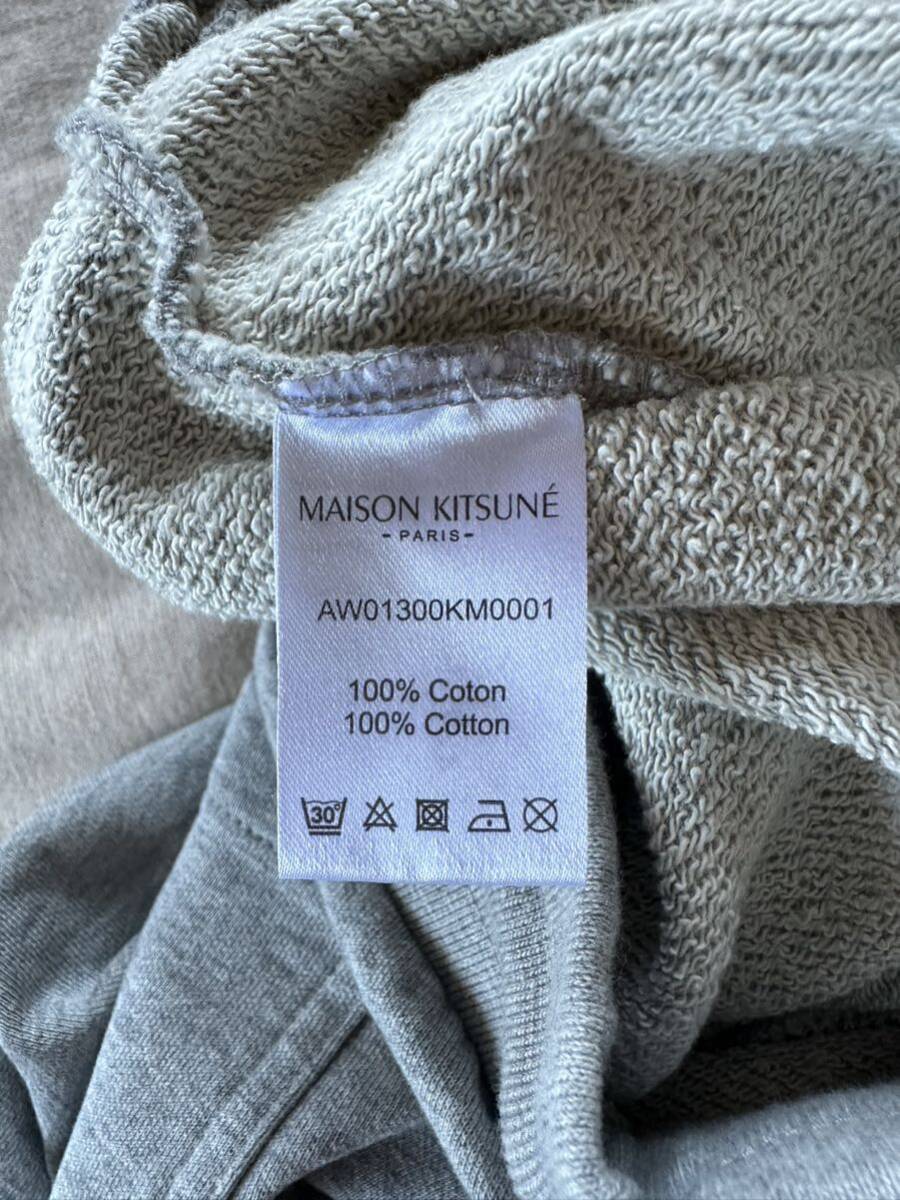 MAISON KITSUNÉ
- PARIS -
AW01300KM0001
100% Coton
100% Cotton
30°